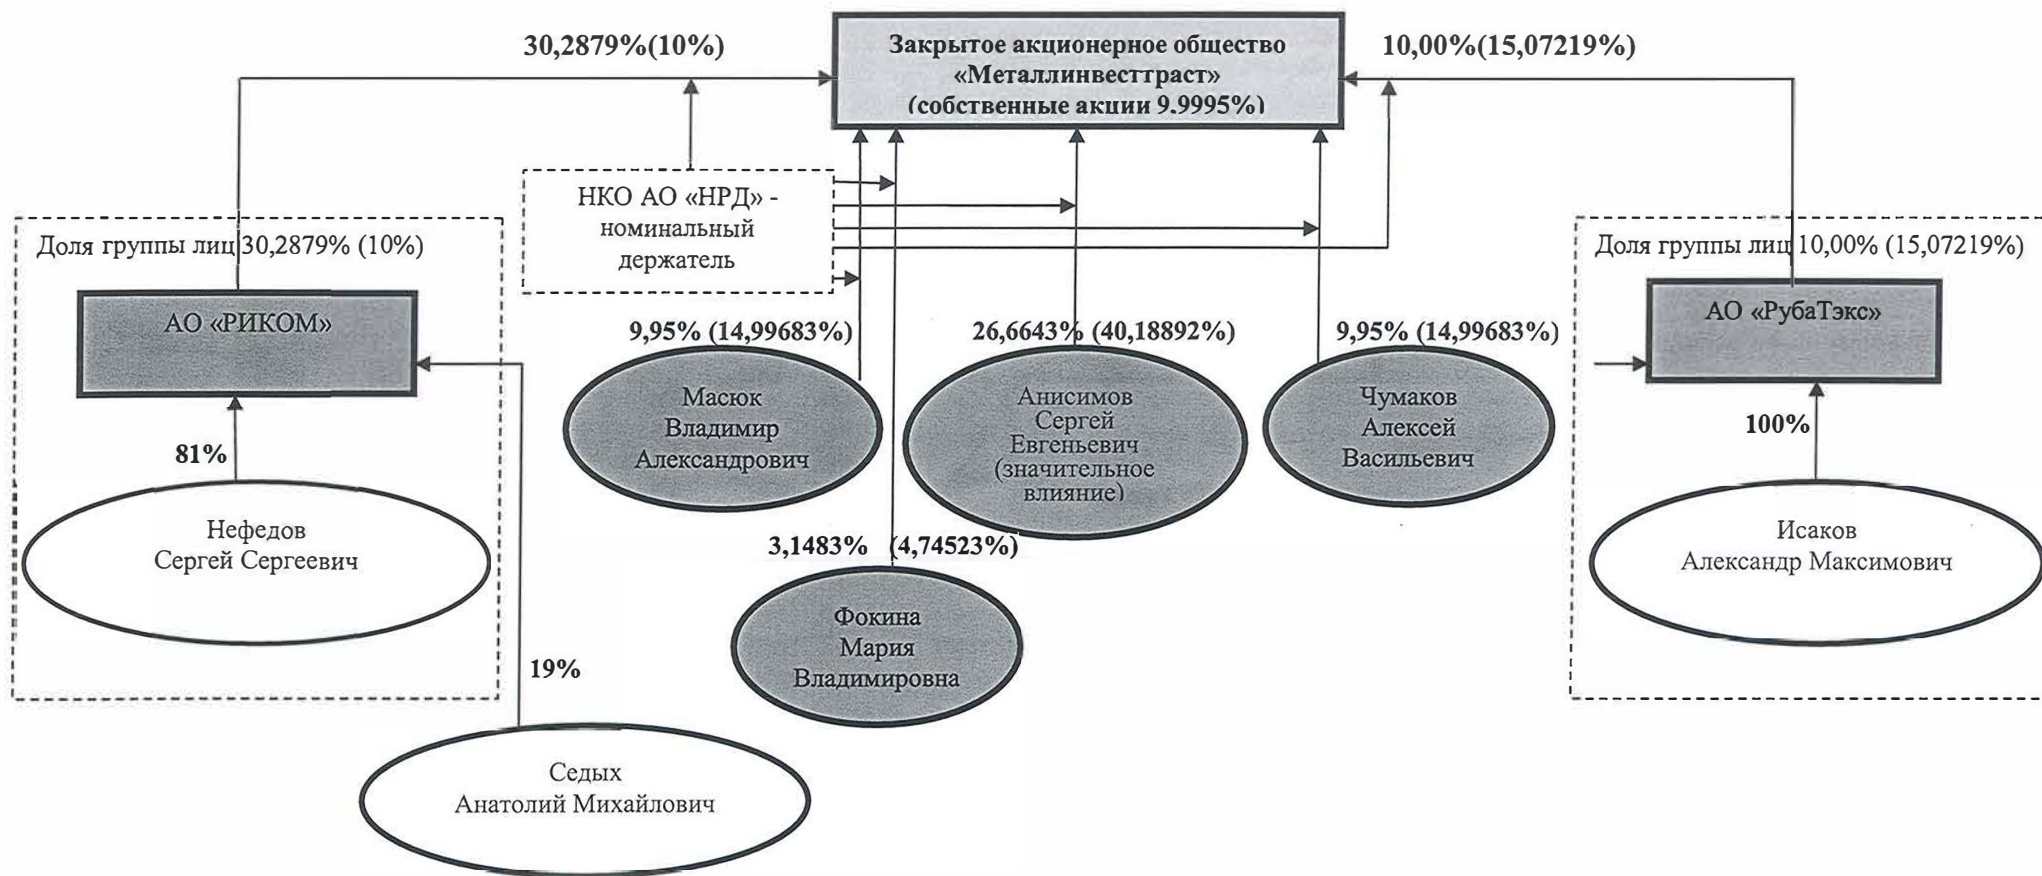 30,2879%(10%)
Закрытое акционерное общество
«Металлинвесттраст»
(собственные акции 9.9995%)
10,00%(15,07219%)
НКО АО «НРД» -
номинальный
держатель
Доля группы лиц 30,2879% (10%)
Доля группы лиц 10,00% (15,07219%)
АО «РИКОМ»
АО «РубаТэкс»
9,95% (14,99683%)
26,6643% (40,18892%)
9,95% (14,99683%)
Масюк
Владимир
Александрович
Анисимов
Сергей
Евгеньевич
(значительное
влияние)
Чумаков
Алексей
Васильевич
81%
100%
Нефедов
Сергей Сергеевич
Исаков
Александр Максимович
3,1483% (4,74523%)
Фокина
Мария
Владимировна
19%
Седых
Анатолий Михайлович